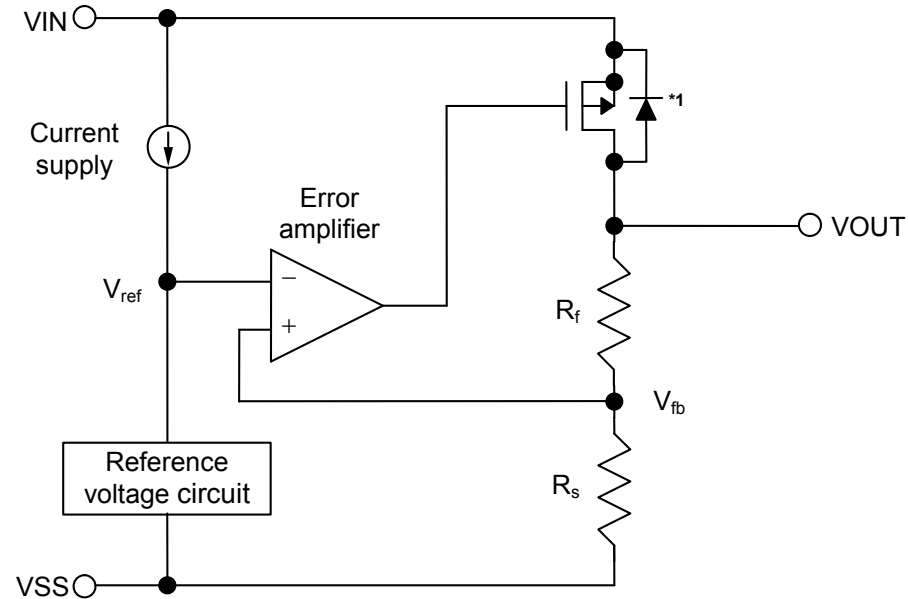 VIN
*1
Current
supply
Error
amplifier
VOUT
Vref
−
+
Rf
Vfb
Reference
voltage circuit
Rs
VSS